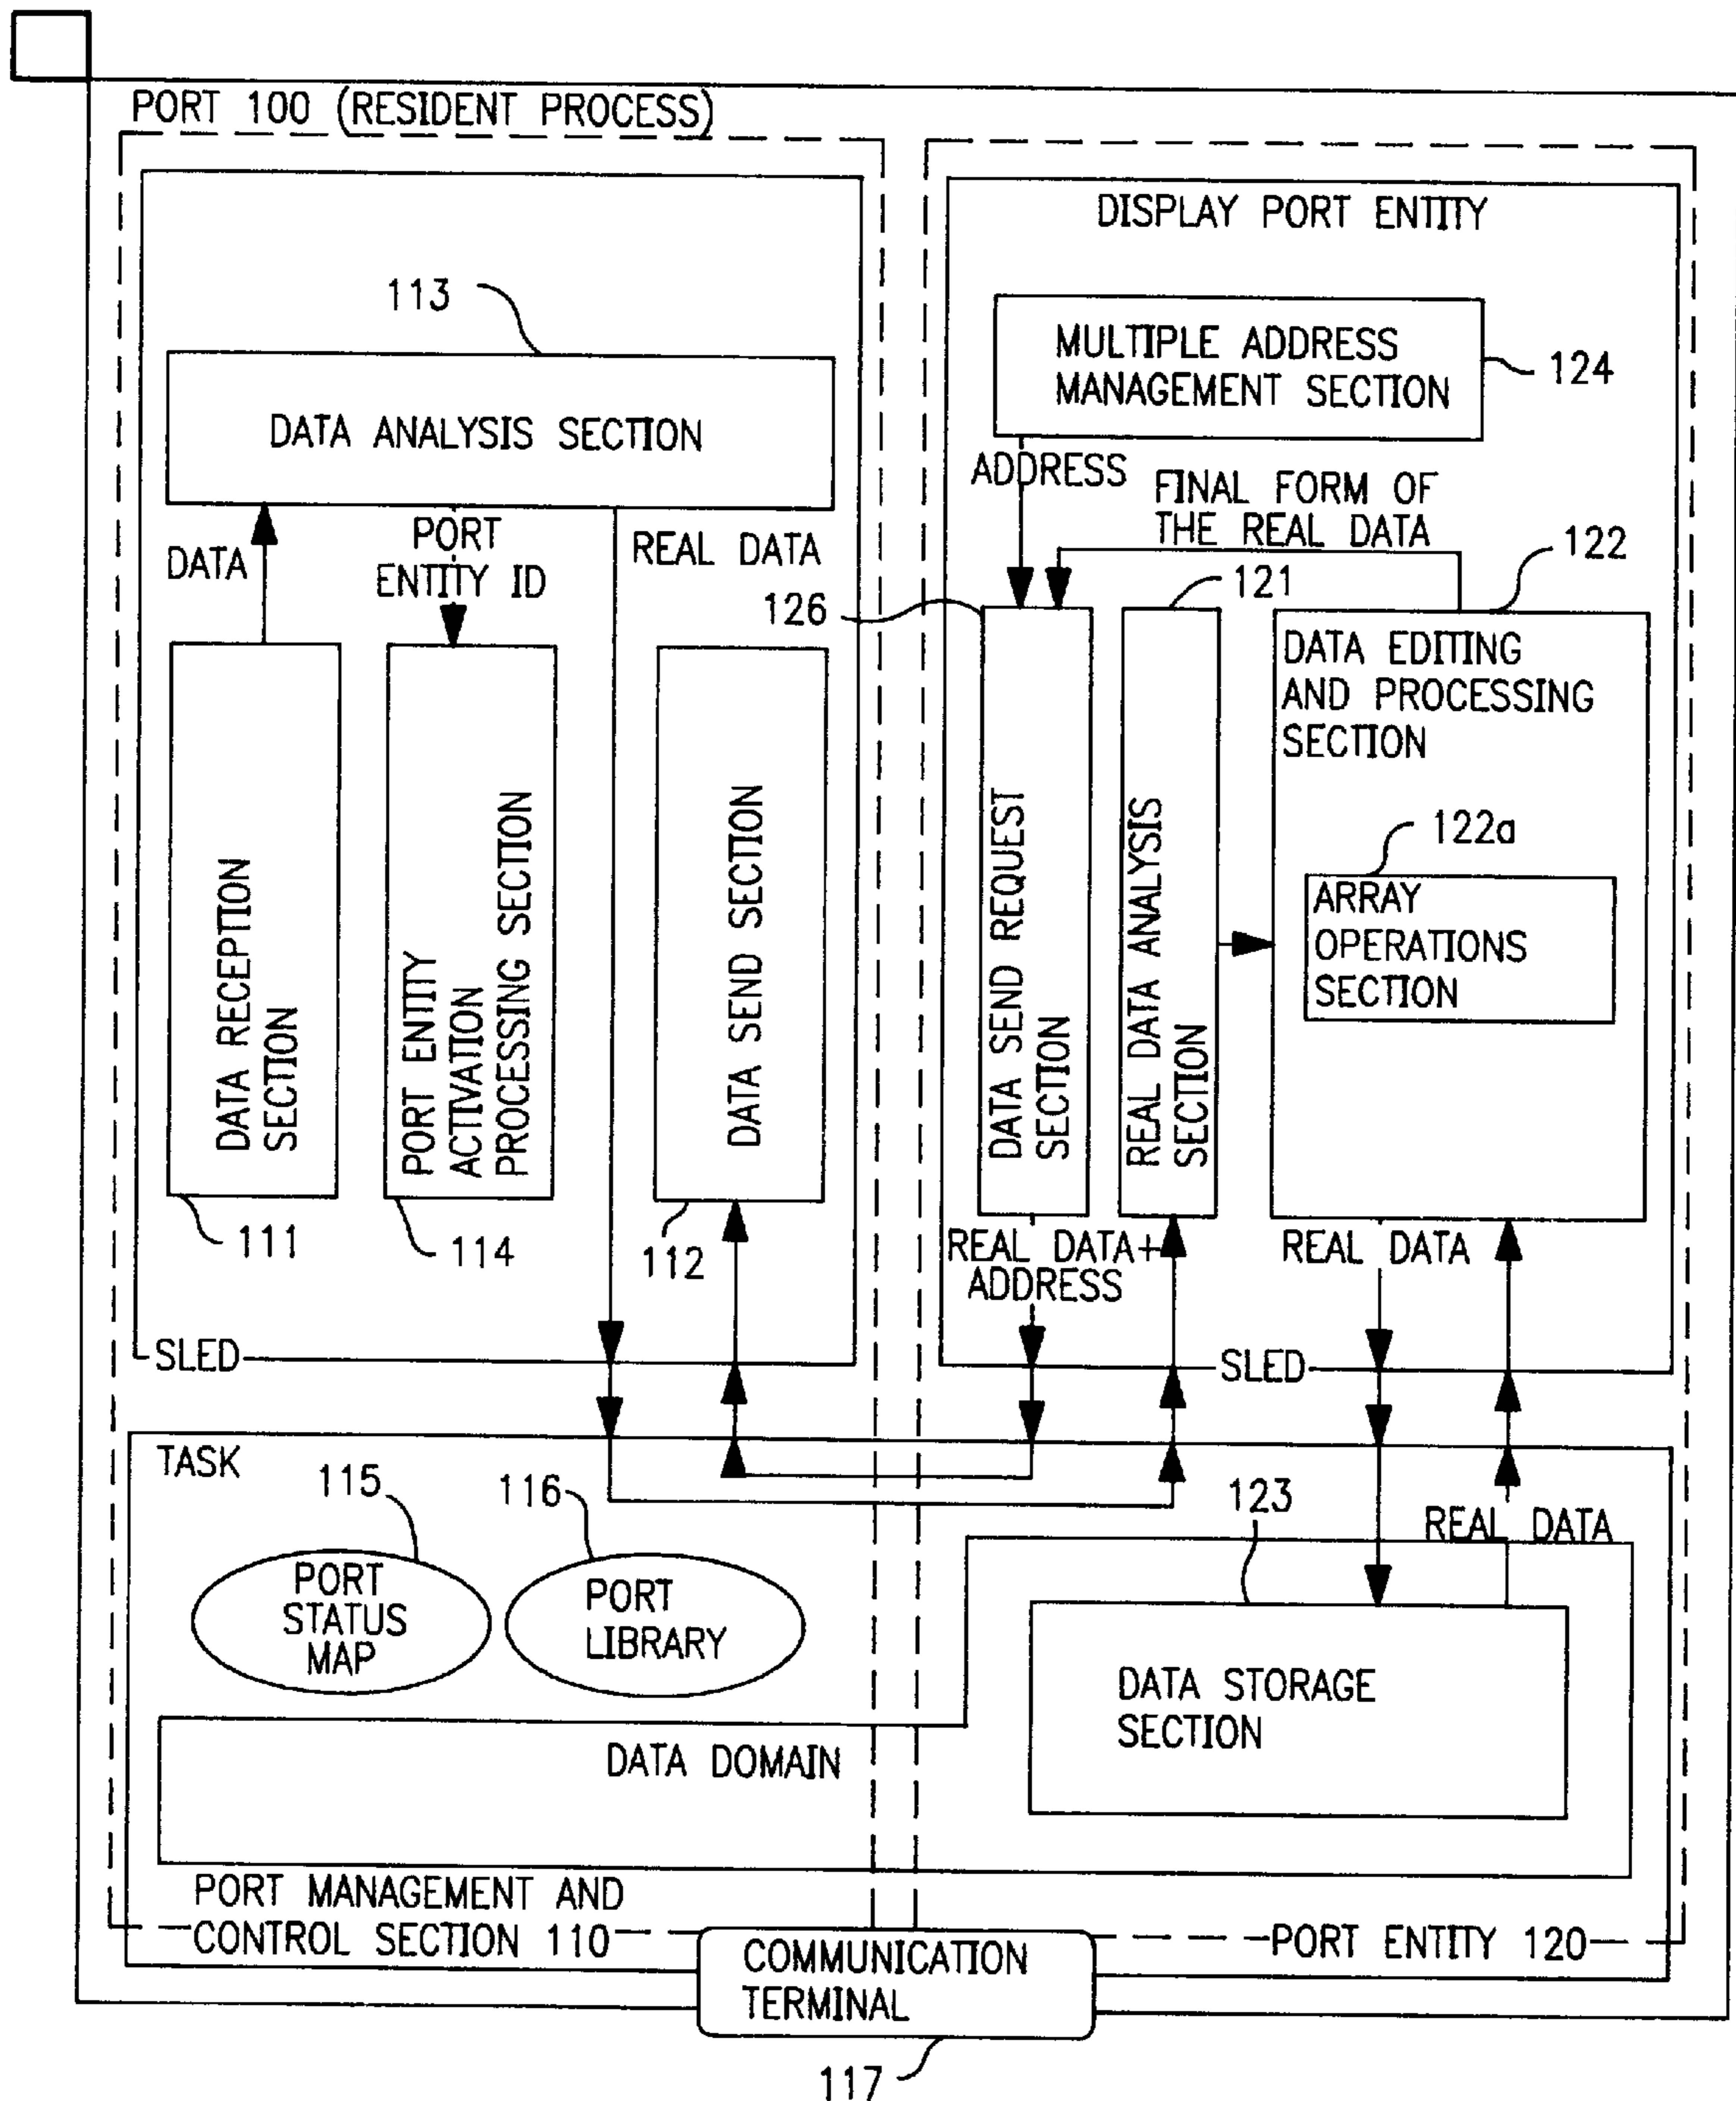 PORT 100 (RESIDENT PROCESS)
113
DATA ANALYSIS SECTION
DATA
PORT
ENTITY ID
REAL DATA
DATA RECEPTION
SECTION
111
PORT ENTITY
ACTIVATION
PROCESSING SECTION
114
DATA SEND SECTION
112
SLED
DISPLAY PORT ENTITY
MULTIPLE ADDRESS
MANAGEMENT SECTION
124
ADDRESS
FINAL FORM OF
THE REAL DATA
122
121
126
DATA SEND REQUEST
SECTION
REAL DATA ANALYSIS
SECTION
DATA EDITING
AND PROCESSING
SECTION
122a
ARRAY
OPERATIONS
SECTION
REAL DATA+
ADDRESS
REAL DATA
SLED
TASK
115
PORT
STATUS
MAP
116
PORT
LIBRARY
123
REAL DATA
DATA STORAGE
SECTION
DATA DOMAIN
PORT MANAGEMENT AND
CONTROL SECTION 110
PORT ENTITY 120
COMMUNICATION
TERMINAL
117